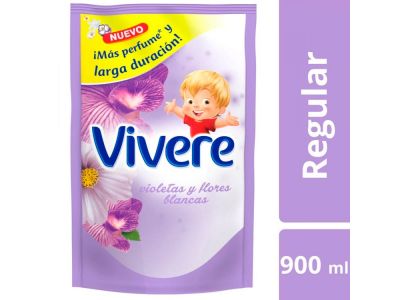 NUEVO
¡Más perfume* y
larga duración!
Vivere
violetas y flores
blancas
Regular
900 ml